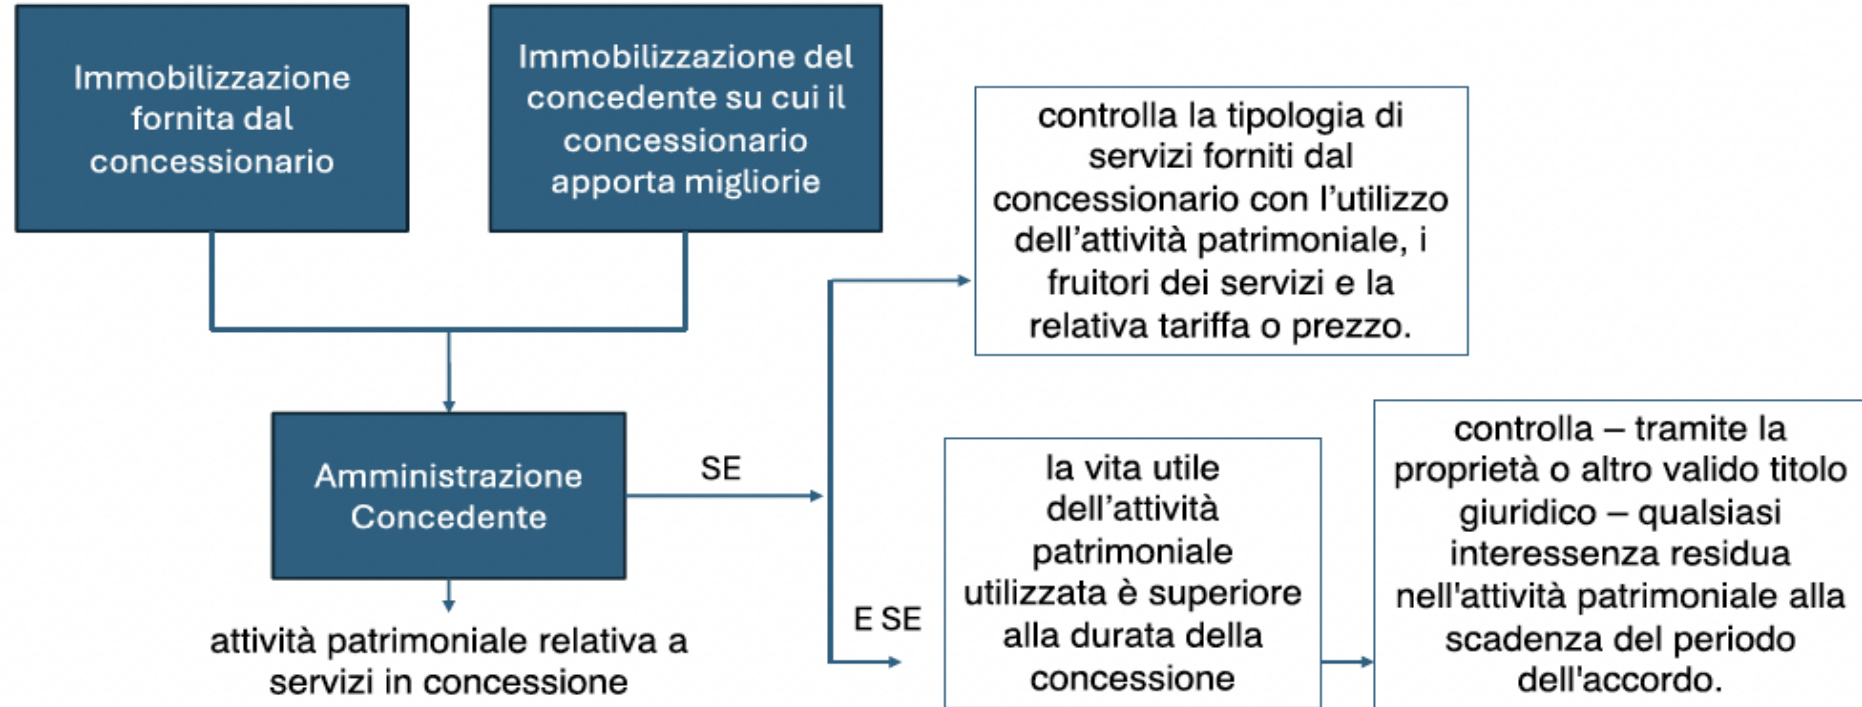 Immobilizzazione
fornita dal
concessionario
Immobilizzazione del
concedente su cui il
concessionario
apporta migliorie
controlla la tipologia di
servizi forniti dal
concessionario con l’utilizzo
dell’attività patrimoniale, i
fruitori dei servizi e la
relativa tariffa o prezzo.
Amministrazione
Concedente
SE
E SE
la vita utile
dell’attività
patrimoniale
utilizzata è superiore
alla durata della
concessione
controlla – tramite la
proprietà o altro valido titolo
giuridico – qualsiasi
interessenza residua
nell'attività patrimoniale alla
scadenza del periodo
dell'accordo.
attività patrimoniale relativa a
servizi in concessione